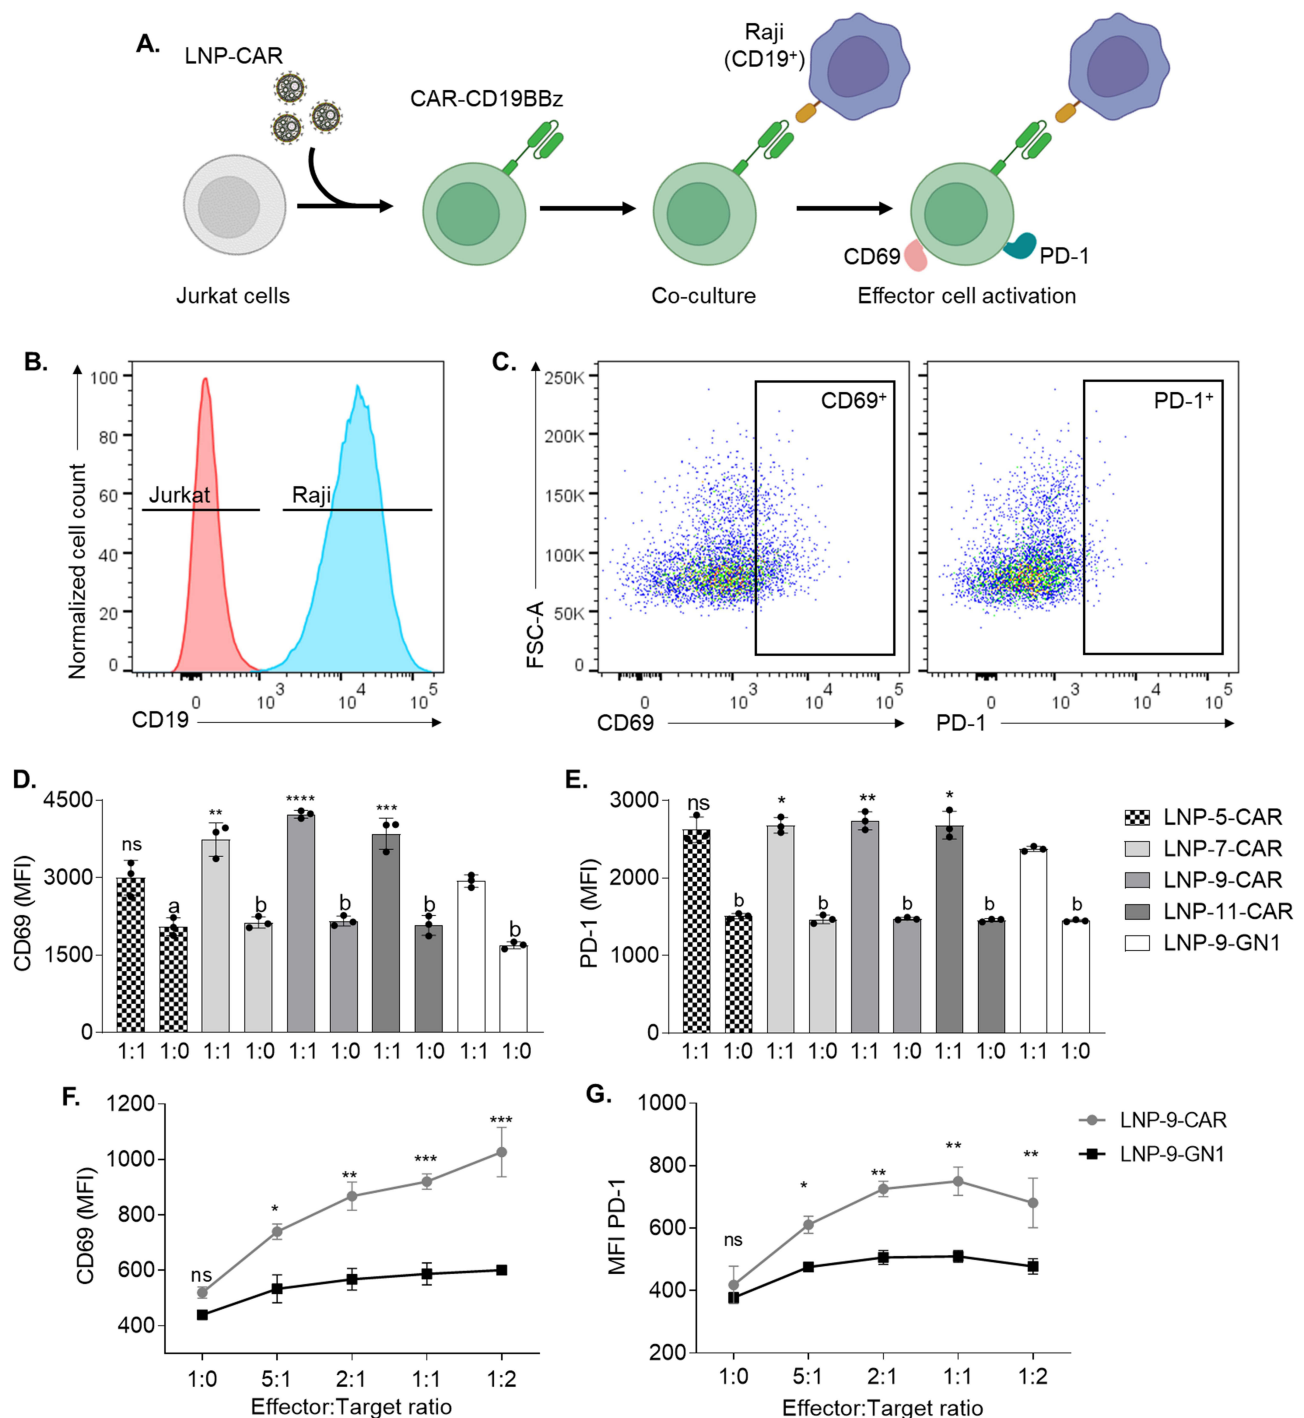 A.
LNP-CAR
Raji
(CD19⁺)
CAR-CD19BBz
CD69
PD-1
Jurkat cells
Co-culture
Effector cell activation
B.
Normalized cell count
100
80
60
40
20
0
Jurkat
Raji
0 10³ 10⁴ 10⁵
CD19
C.
FSC-A
250K
200K
150K
100K
50K
0
CD69⁺
0 10³ 10⁴ 10⁵
CD69
PD-1⁺
0 10³ 10⁴ 10⁵
PD-1
D.
CD69 (MFI)
4500
3000
1500
0
ns a ** b **** b *** b b
1:1 1:0 1:1 1:0 1:1 1:0 1:1 1:0 1:1 1:0
E.
PD-1 (MFI)
3000
2000
1000
0
ns b * b ** b * b b
1:1 1:0 1:1 1:0 1:1 1:0 1:1 1:0 1:1 1:0
LNP-5-CAR
LNP-7-CAR
LNP-9-CAR
LNP-11-CAR
LNP-9-GN1
F.
CD69 (MFI)
1200
1000
800
600
400
ns * ** *** ***
1:0 5:1 2:1 1:1 1:2
Effector:Target ratio
G.
MFI PD-1
1000
800
600
400
200
ns * ** ** **
1:0 5:1 2:1 1:1 1:2
Effector:Target ratio
LNP-9-CAR
LNP-9-GN1